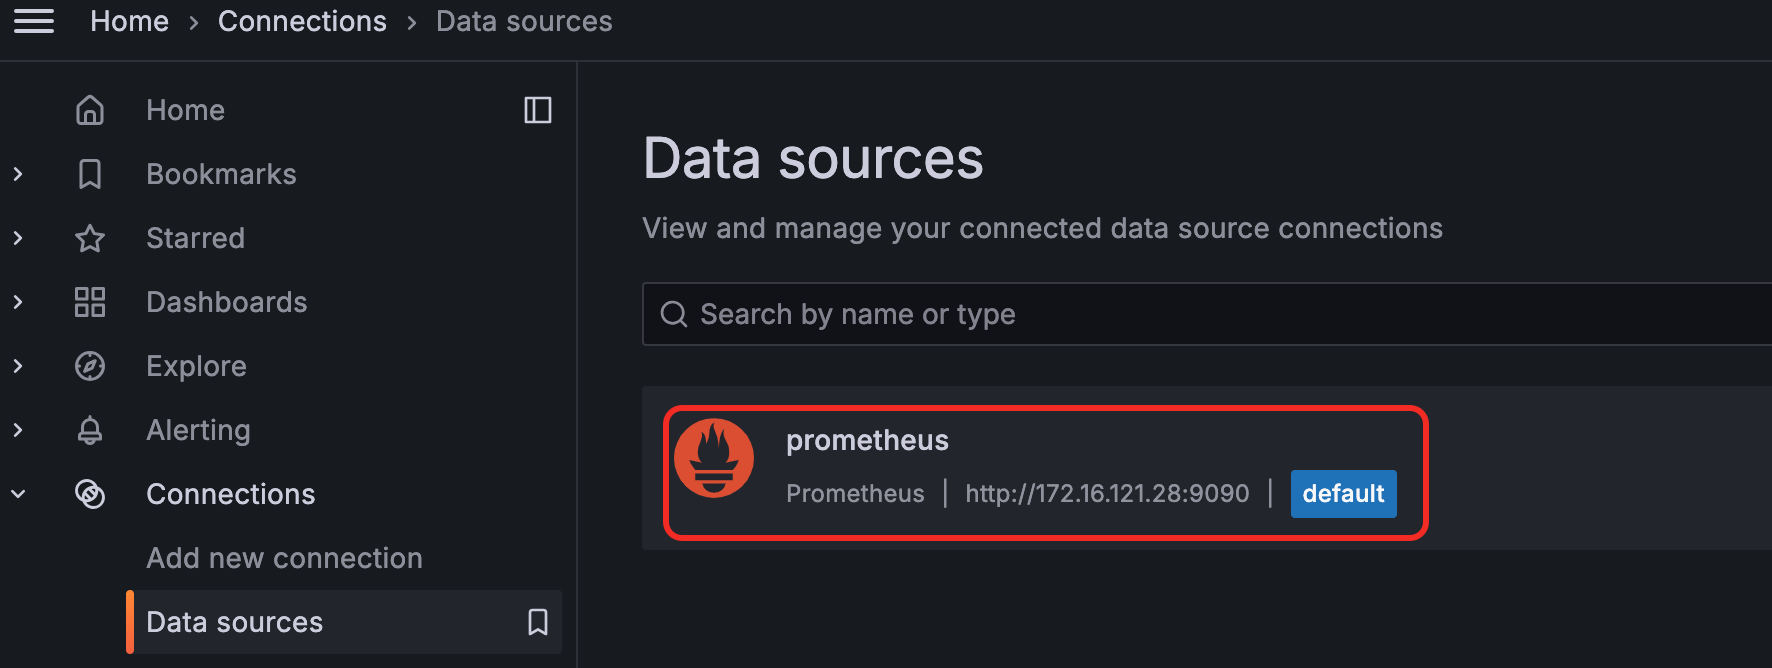 Home › Connections › Data sources
Home
Bookmarks
Starred
Dashboards
Explore
Alerting
Connections
Add new connection
Data sources
Data sources
View and manage your connected data source connections
Search by name or type
prometheus
Prometheus | http://172.16.121.28:9090 | default